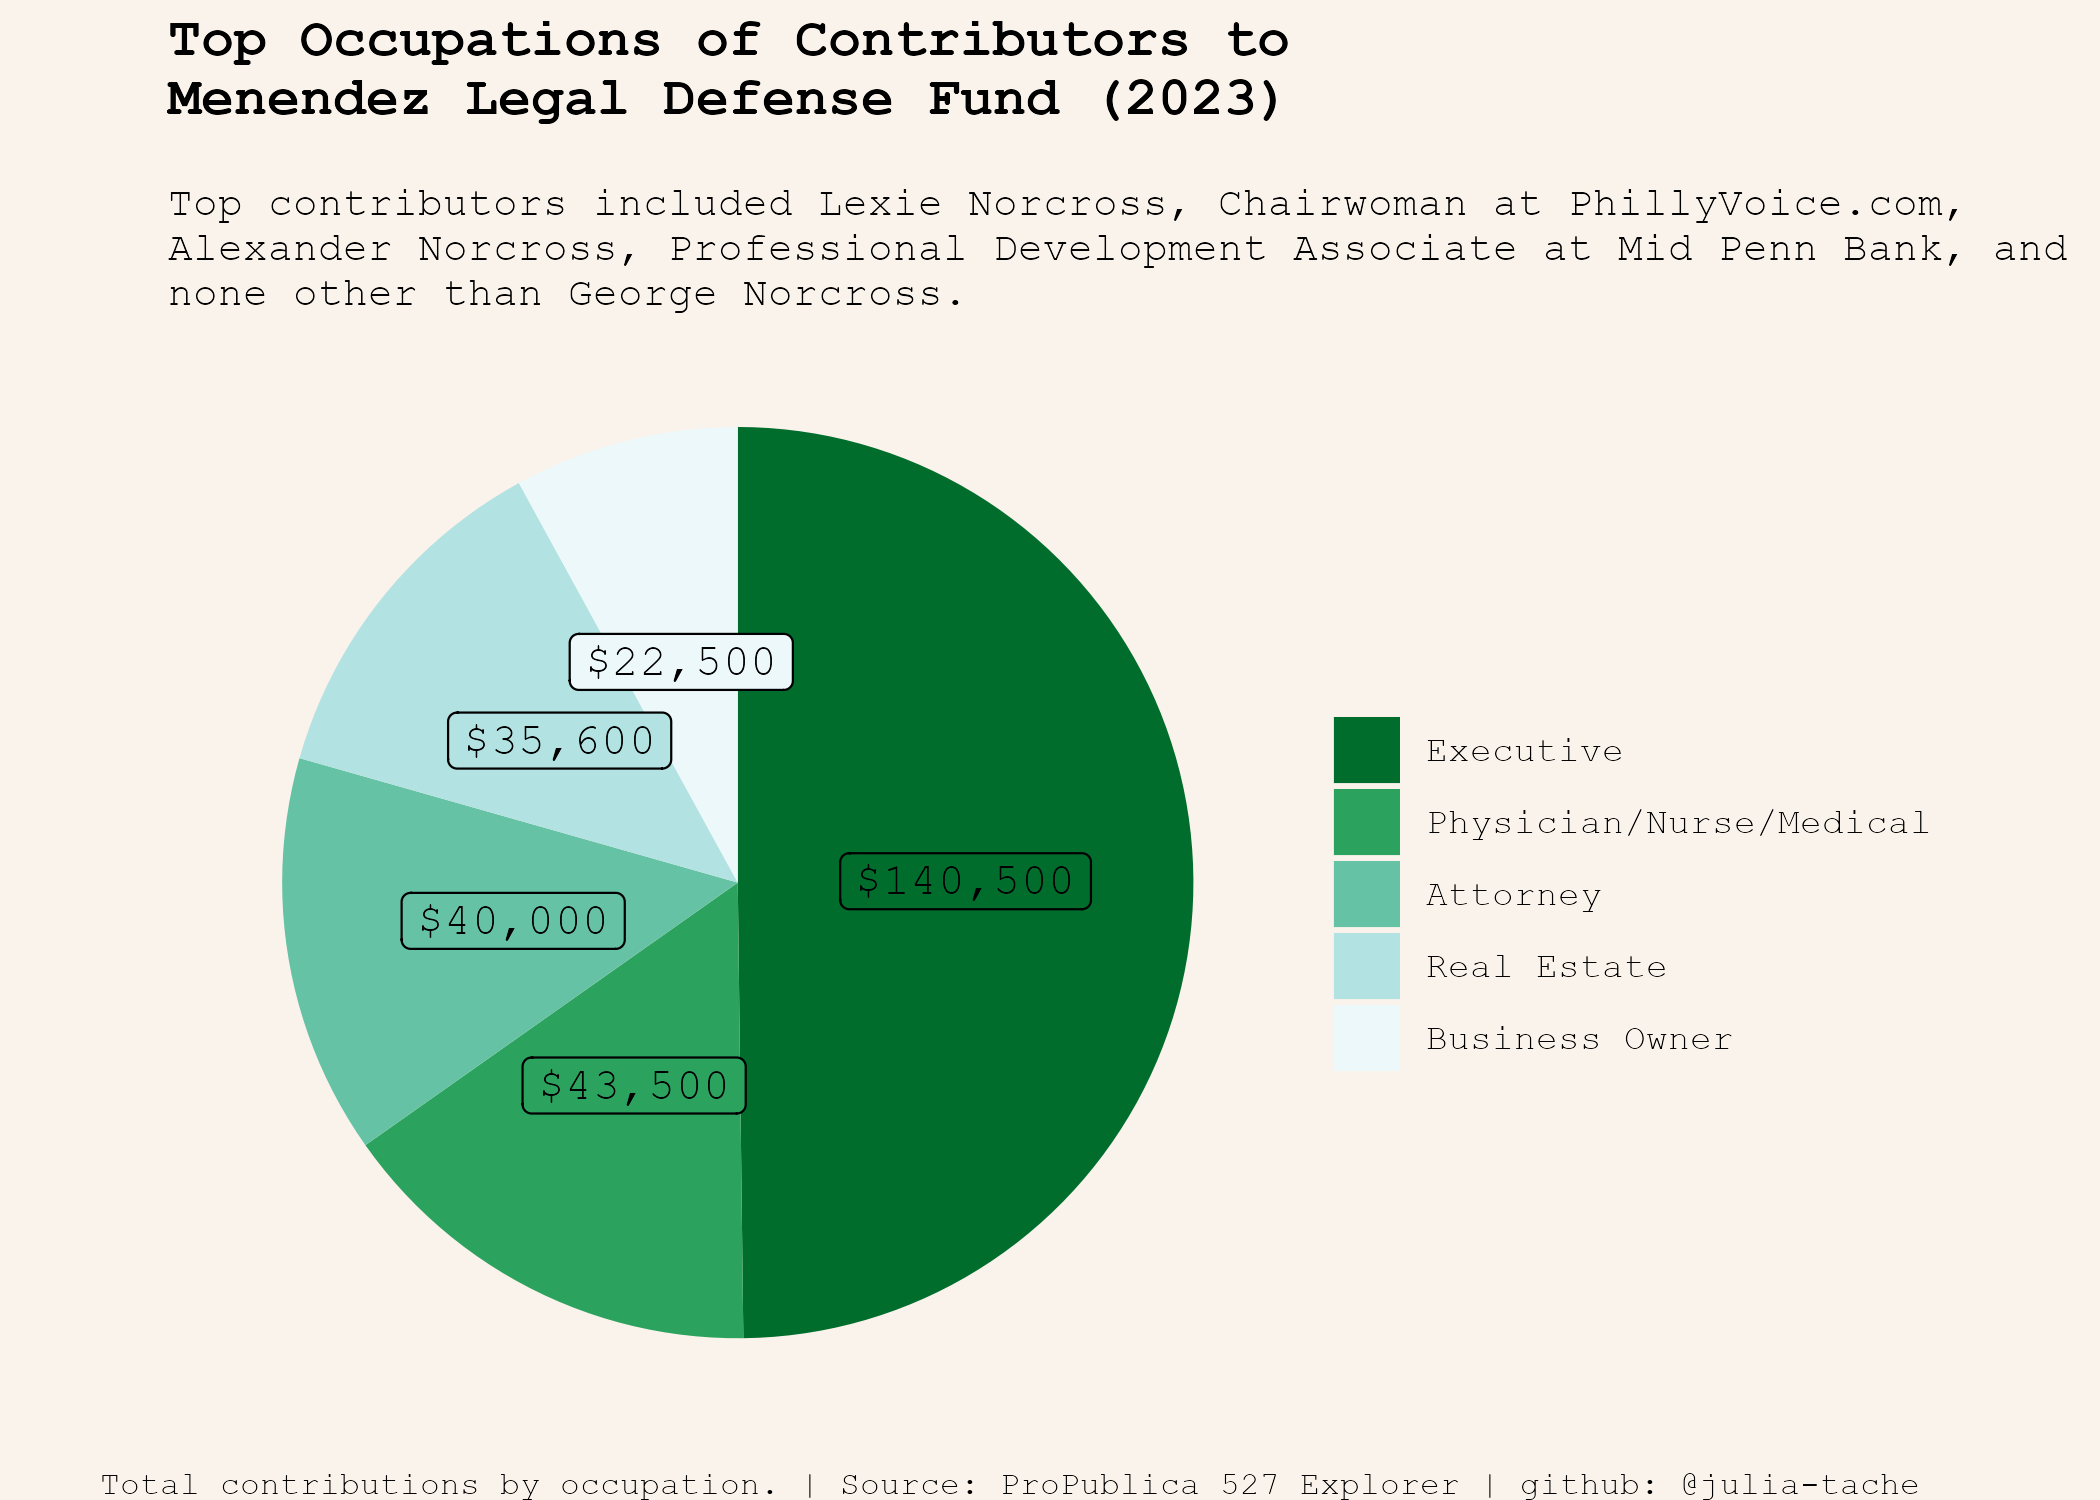 Top Occupations of Contributors to
Menendez Legal Defense Fund (2023)
Top contributors included Lexie Norcross, Chairwoman at PhillyVoice.com,
Alexander Norcross, Professional Development Associate at Mid Penn Bank, and
none other than George Norcross.
$22,500
$35,600
$140,500
$40,000
$43,500
Executive
Physician/Nurse/Medical
Attorney
Real Estate
Business Owner
Total contributions by occupation. | Source: ProPublica 527 Explorer | github: @julia-tache